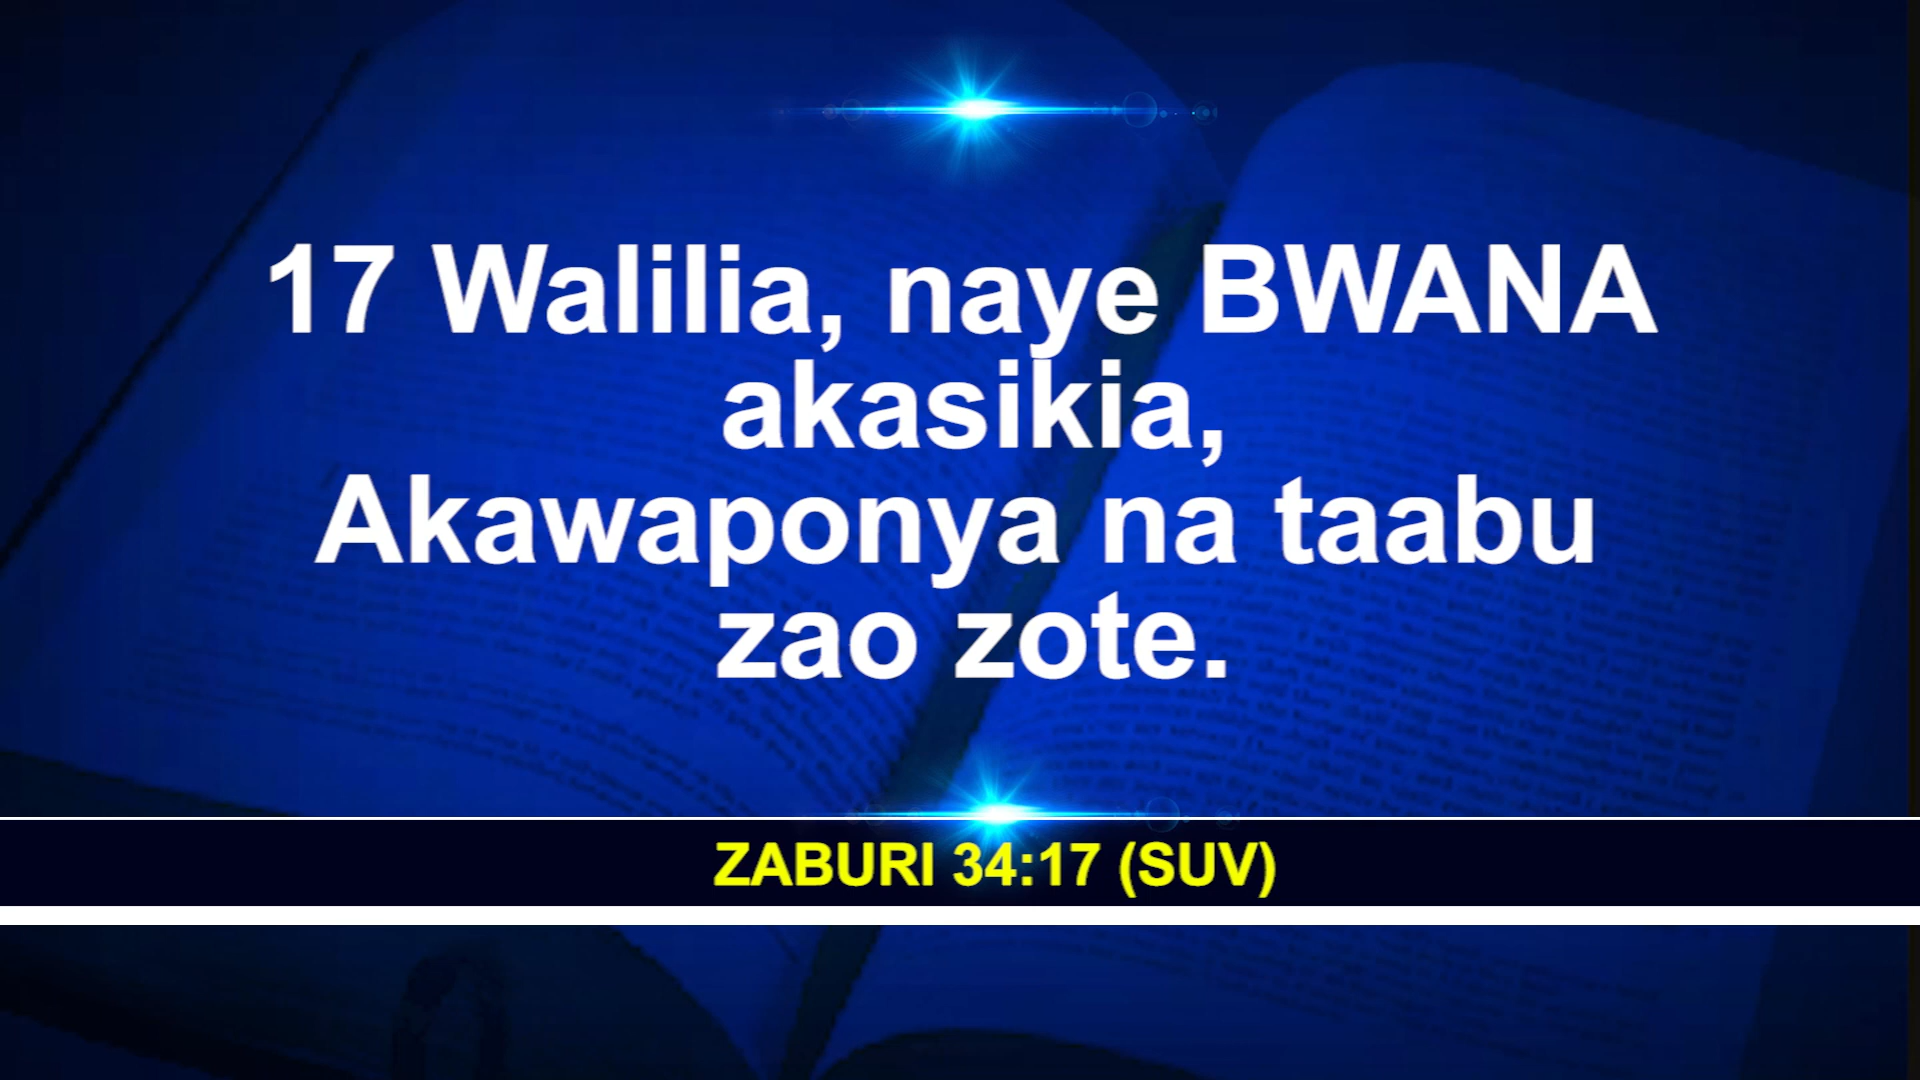 17 Walilia, naye BWANA
akasikia,
Akawaponya na taabu
zao zote.
ZABURI 34:17 (SUV)